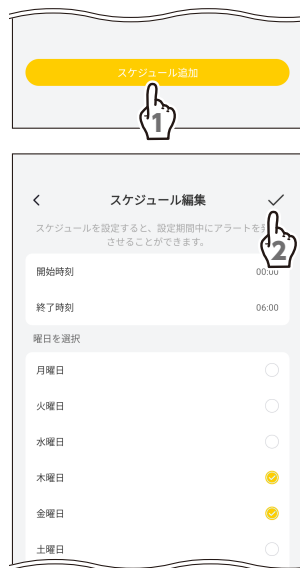 スケジュール追加
1
スケジュール編集
スケジュールを設定すると、設定期間中にアラートを
させることができます。
2
開始時刻 00:00
終了時刻 06:00
曜日を選択
月曜日
火曜日
水曜日
木曜日
金曜日
土曜日